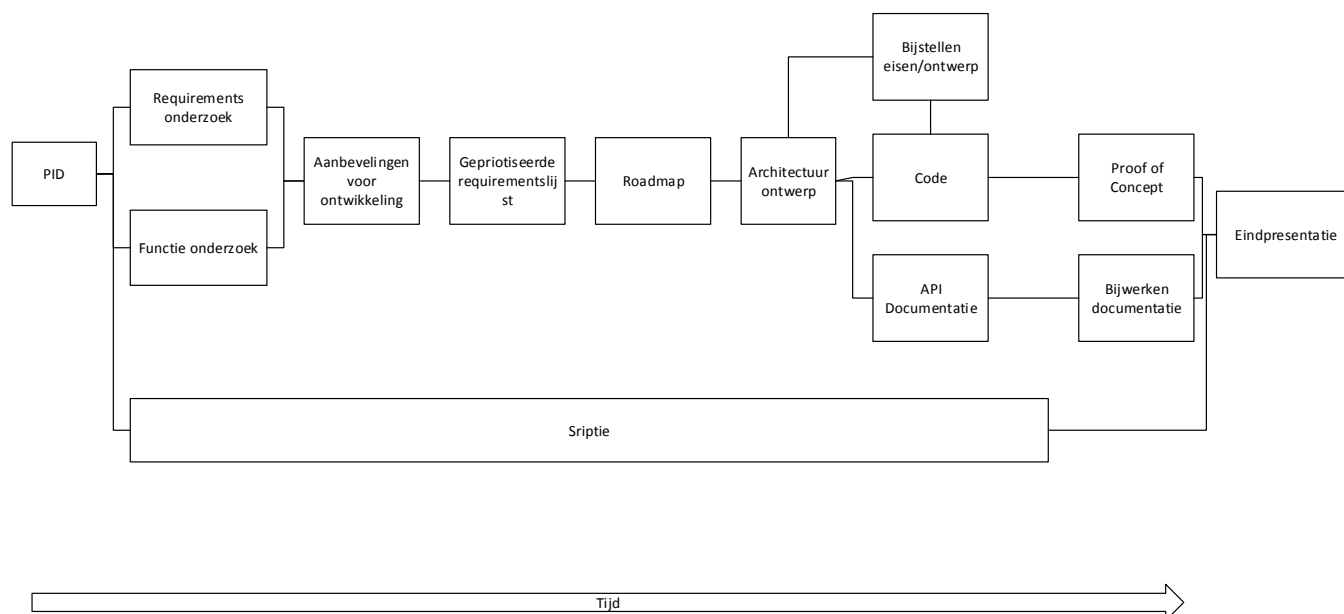 PID
Requirements
onderzoek
Functie onderzoek
Aanbevelingen
voor
ontwikkeling
Gepriotiseerde
requirementslij
st
Roadmap
Architectuur
ontwerp
Bijstellen
eisen/ontwerp
Code
API
Documentatie
Proof of
Concept
Bijwerken
documentatie
Eindpresentatie
Sriptie
Tijd